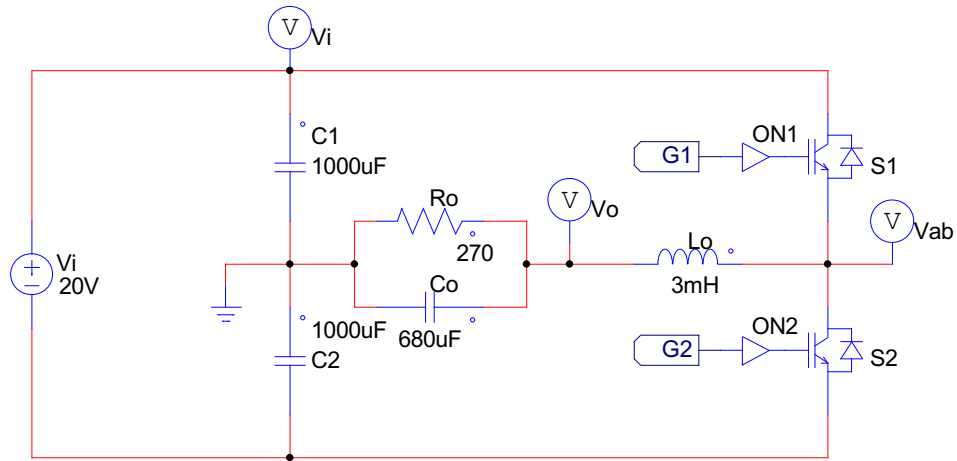 V
Vi
C1
1000uF
G1
ON1
S1
Ro
270
V
Vo
V
Vab
Lo
3mH
Vi
20V
Co
680uF
1000uF
C2
G2
ON2
S2